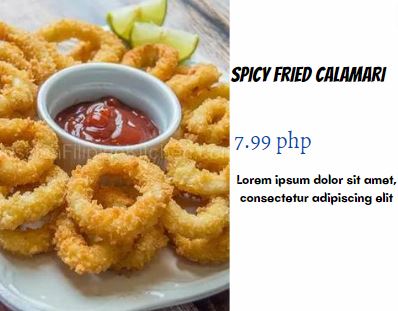 SPICY FRIED CALAMARI
7.99 php
Lorem ipsum dolor sit amet,
consectetur adipiscing elit